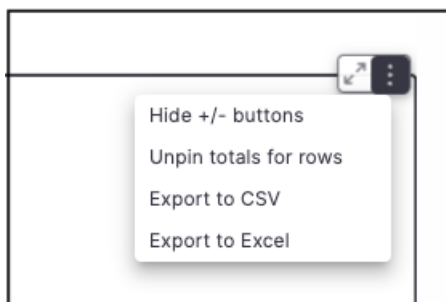 Hide +/- buttons
Unpin totals for rows
Export to CSV
Export to Excel